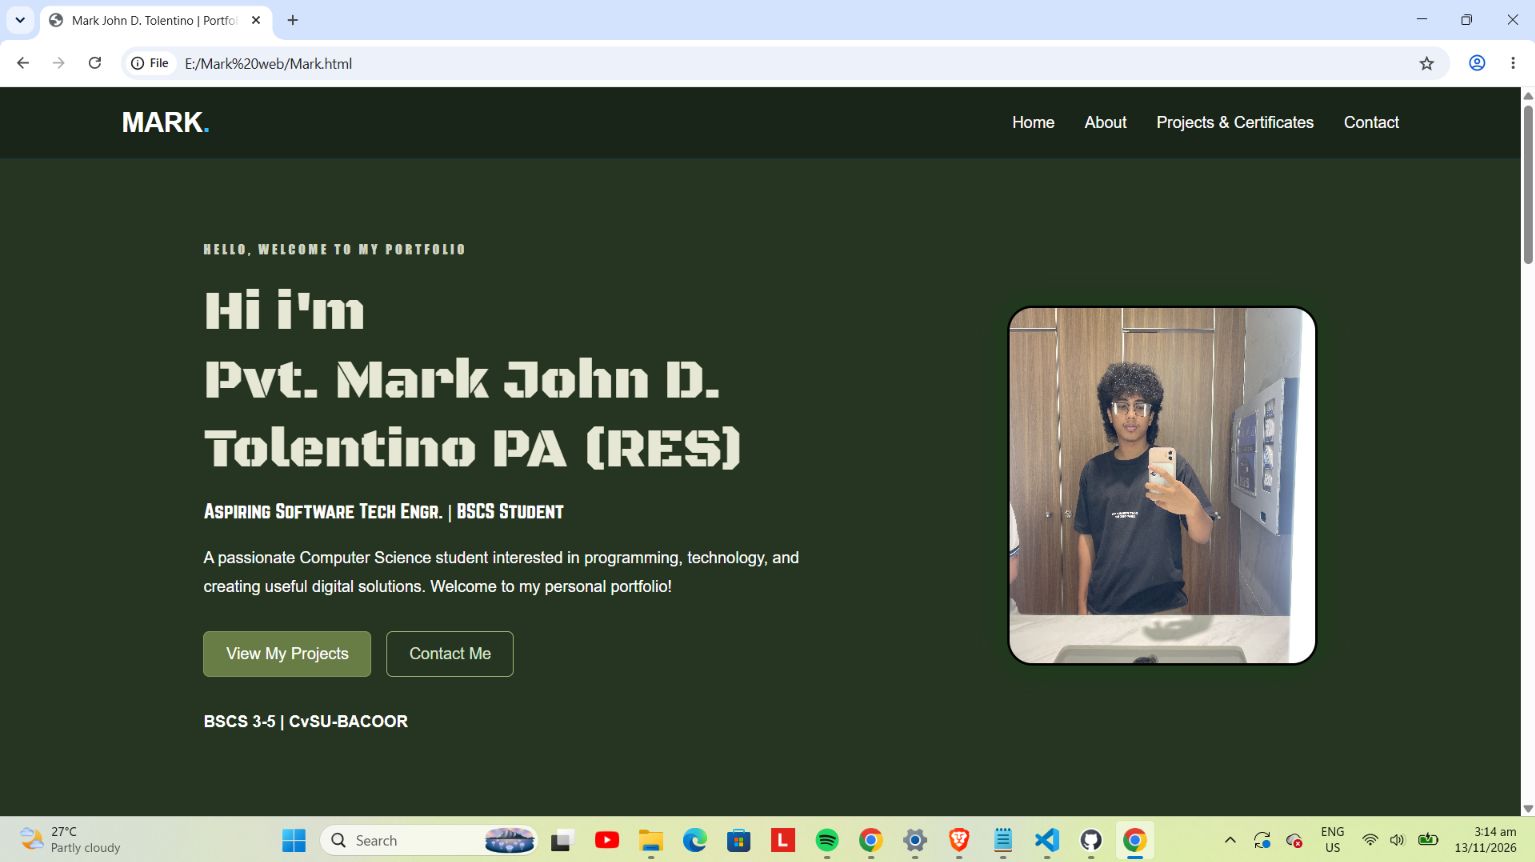 Mark John D. Tolentino | Portfo
File
E:/Mark%20web/Mark.html
MARK.
Home
About
Projects & Certificates
Contact
HELLO, WELCOME TO MY PORTFOLIO
Hi i'm
Pvt. Mark John D.
Tolentino PA (RES)
Aspiring Software Tech Engr. | BSCS Student
A passionate Computer Science student interested in programming, technology, and
creating useful digital solutions. Welcome to my personal portfolio!
View My Projects
Contact Me
BSCS 3-5 | CvSU-BACOOR
27°C
Partly cloudy
Search
L
ENG
US
3:14 am
13/11/2026